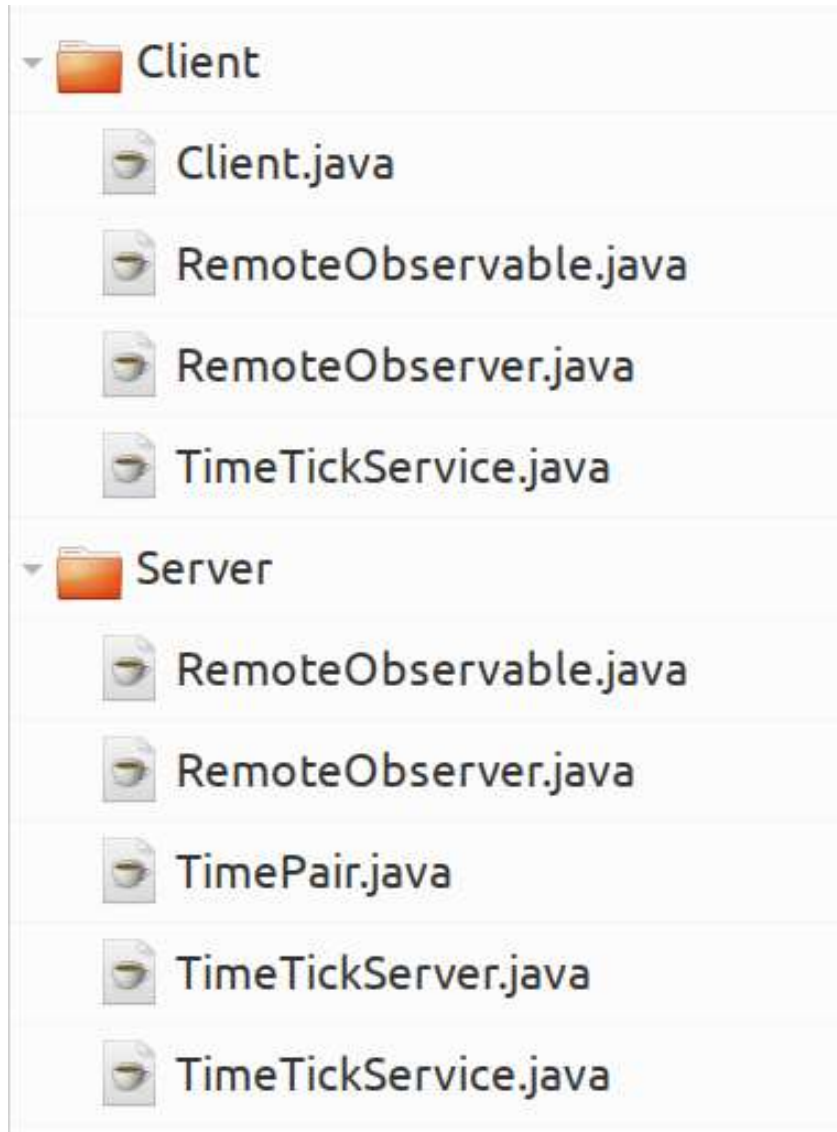 Client
Client.java
RemoteObservable.java
RemoteObserver.java
TimeTickService.java
Server
RemoteObservable.java
RemoteObserver.java
TimePair.java
TimeTickServer.java
TimeTickService.java